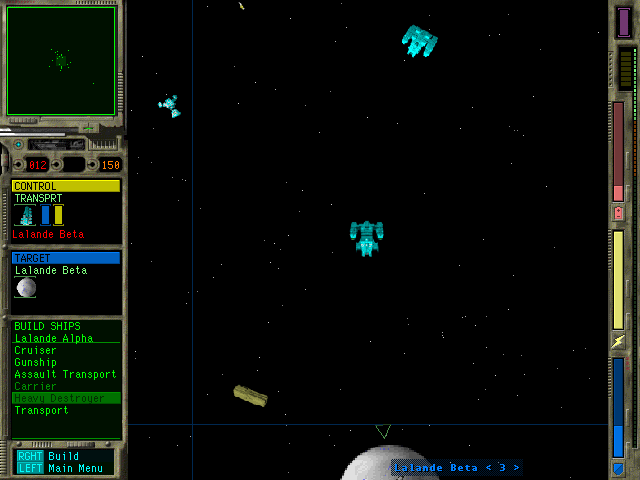 012 150
CONTROL
TRANSPRT
Lalande Beta
TARGET
Lalande Beta
BUILD SHIPS
Lalande Alpha
Cruiser
Gunship
Assault Transport
Carrier
Heavy Destroyer
Transport
RGHT Build
LEFT Main Menu
Lalande Beta < 3 >